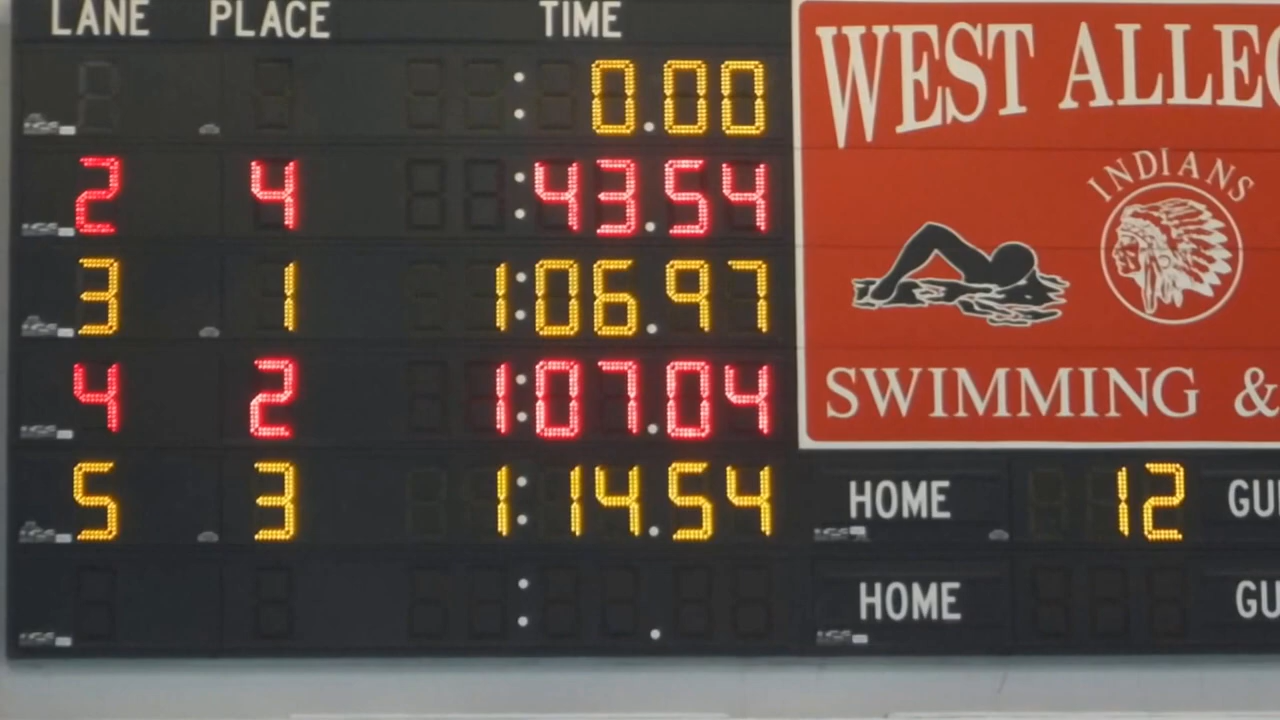 LANE PLACE TIME
: 0.00
2 4 :43.54
3 1 1:06.97
4 2 1:07.04
5 3 1:14.54
: .
WEST ALLEG
INDIANS
SWIMMING &
HOME 12 GU
HOME GU